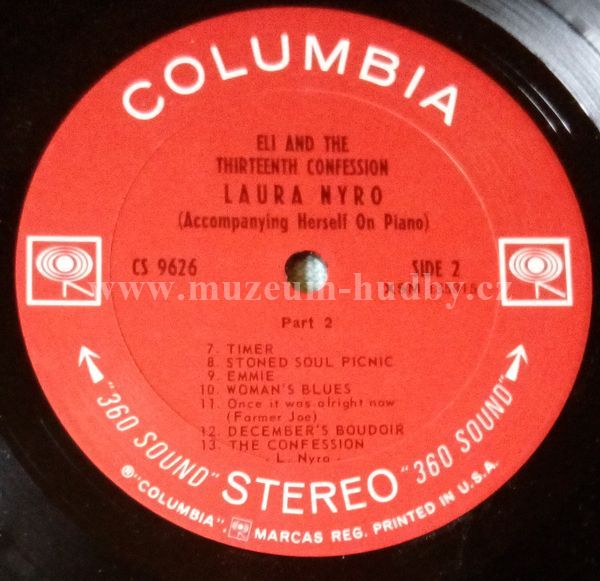 COLUMBIA
ELI AND THE
THIRTEENTH CONFESSION
LAURA NYRO
(Accompanying Herself On Piano)
CS 9626
SIDE 2
www.muzeum-hudby.cz
Part 2
7. TIMER
8. STONED SOUL PICNIC
9. EMMIE
10. WOMAN'S BLUES
11. Once it was alright now
(Farmer Joe)
12. DECEMBER'S BOUDOIR
13. THE CONFESSION
- L. Nyro -
"360 SOUND" STEREO "360 SOUND"
℗"COLUMBIA", MARCAS REG. PRINTED IN U.S.A.